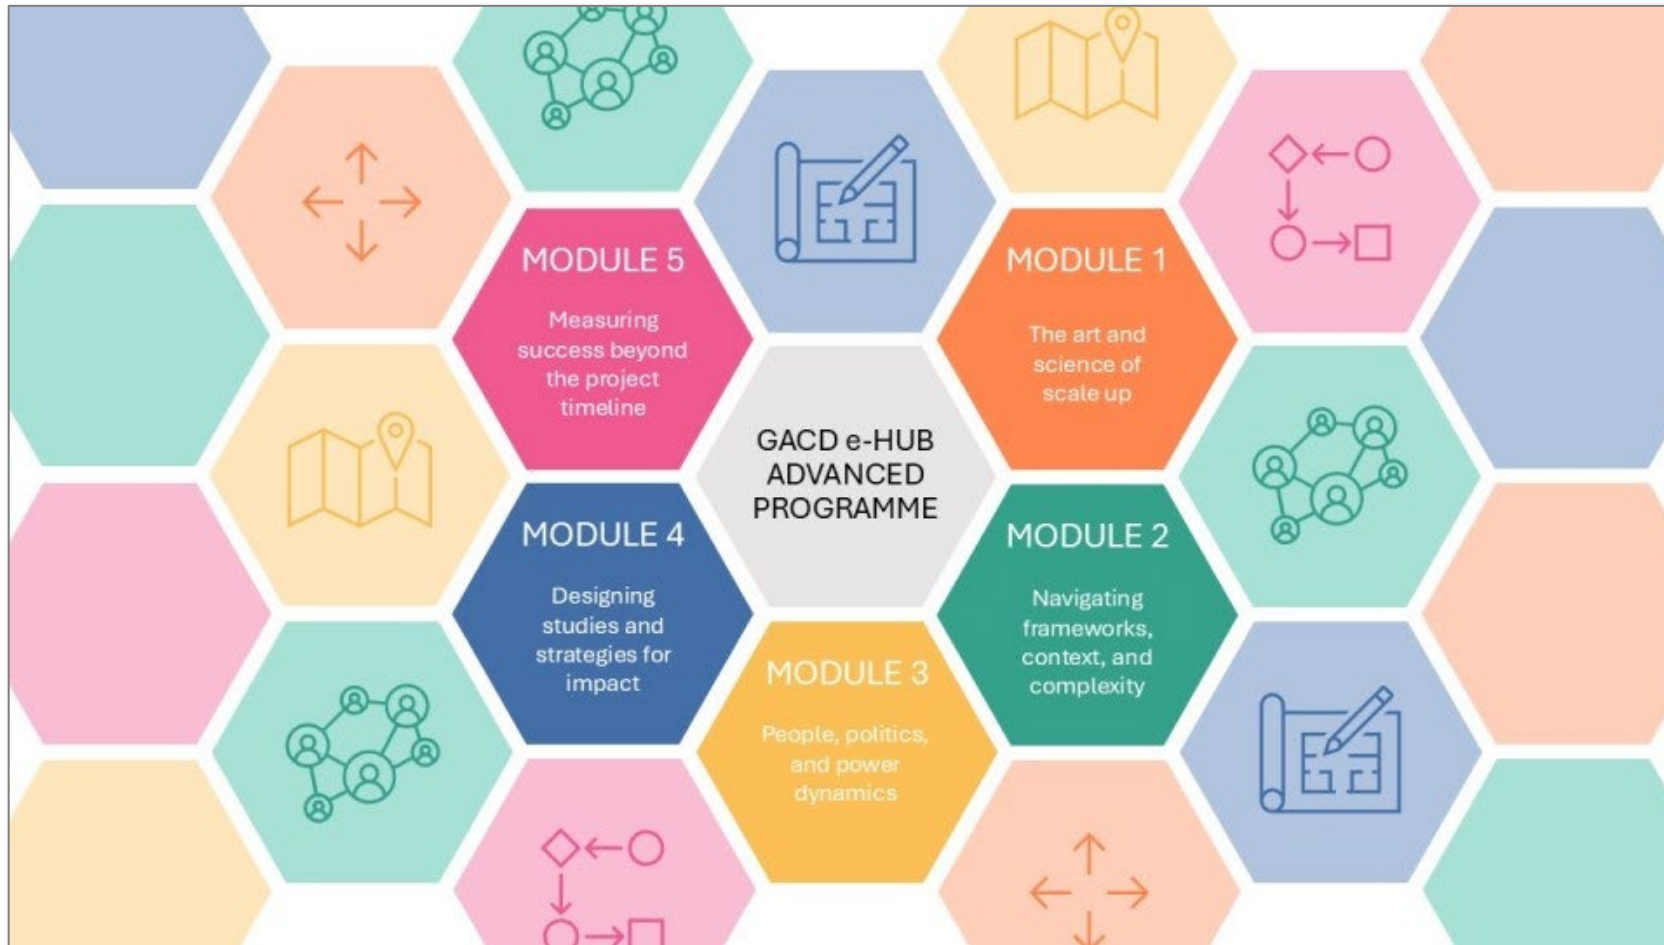 GACD e-HUB
ADVANCED
PROGRAMME
MODULE 1
The art and
science of
scale up
MODULE 2
Navigating
frameworks,
context, and
complexity
MODULE 3
People, politics,
and power
dynamics
MODULE 4
Designing
studies and
strategies for
impact
MODULE 5
Measuring
success beyond
the project
timeline